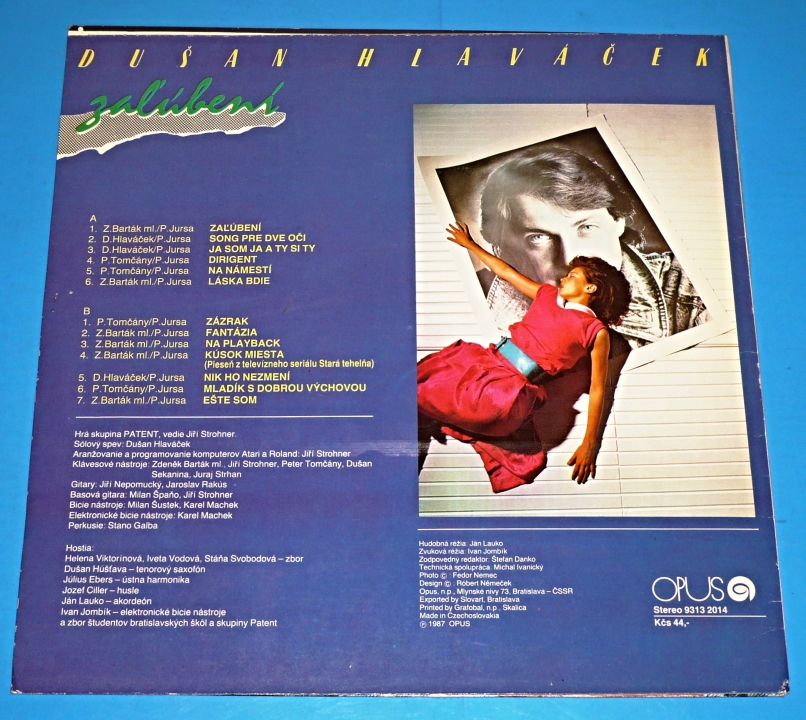 DUŠAN HLAVÁČEK
zaľúbení
A
1. Z.Barták ml./P.Jursa ZAĽÚBENÍ
2. D.Hlaváček/P.Jursa SONG PRE DVE OČI
3. D.Hlaváček/P.Jursa JA SOM JA A TY SI TY
4. P.Tomčány/P.Jursa DIRIGENT
5. P.Tomčány/P.Jursa NA NÁMESTÍ
6. Z.Barták ml./P.Jursa LÁSKA BDIE
B
1. P.Tomčány/P.Jursa ZÁZRAK
2. Z.Barták ml./P.Jursa FANTÁZIA
3. Z.Barták ml./P.Jursa NA PLAYBACK
4. Z.Barták ml./P.Jursa KÚSOK MIESTA
(Pieseň z televízneho seriálu Stará tehelňa)
5. D.Hlaváček/P.Jursa NIK HO NEZMENÍ
6. P.Tomčány/P.Jursa MLADÍK S DOBROU VÝCHOVOU
7. Z.Barták ml./P.Jursa EŠTE SOM
Hrá skupina PATENT, vedie Jiří Strohner
Sólový spev: Dušan Hlaváček
Aranžovanie a programovanie komputerov Atari a Roland: Jiří Strohner
Klávesové nástroje: Zdeněk Barták ml., Jiří Strohner, Peter Tomčány, Dušan
Sekanina, Juraj Strhan
Gitary: Jiří Nepomucký, Jaroslav Rakús
Basová gitara: Milan Špaňo, Jiří Strohner
Bicie nástroje: Milan Šustek, Karel Machek
Elektronické bicie nástroje: Karel Machek
Perkusie: Stano Galba
Hostia:
Helena Viktorínová, Iveta Vodová, Stáňa Svobodová – zbor
Dušan Húšťava – tenorový saxofón
Július Ebers – ústna harmonika
Jozef Ciller – husle
Ján Lauko – akordeón
Ivan Jombík – elektronické bicie nástroje
a zbor študentov bratislavských škôl a skupiny Patent
Hudobná réžia: Ján Lauko
Zvuková réžia: Ivan Jombík
Zodpovedný redaktor: Štefan Danko
Technická spolupráca: Michal Ivanický
Photo ©: Fedor Nemec
Design ©: Róbert Němeček
Opus, n.p., Mlynské nivy 73, Bratislava – ČSSR
Exported by Slovart, Bratislava
Printed by Grafobal, n.p., Skalica
Made in Czechoslovakia
℗ 1987 OPUS
OPUS
Stereo 9313 2014
Kčs 44,-